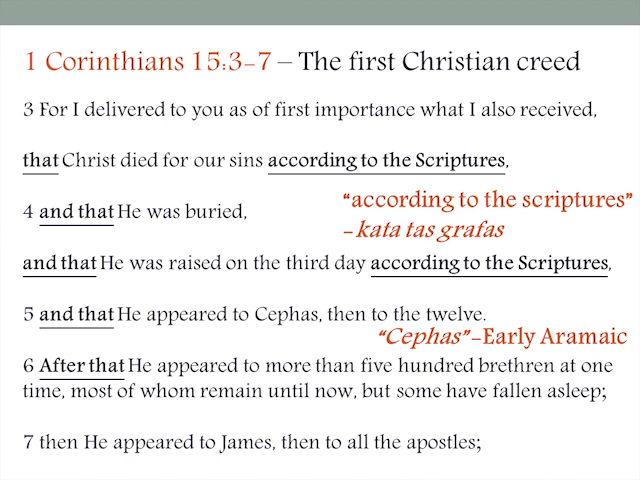 1 Corinthians 15:3-7 – The first Christian creed
3 For I delivered to you as of first importance what I also received,
that Christ died for our sins according to the Scriptures,
"according to the scriptures"
4 and that He was buried,
-kata tas grafas
and that He was raised on the third day according to the Scriptures,
5 and that He appeared to Cephas, then to the twelve.
"Cephas"-Early Aramaic
6 After that He appeared to more than five hundred brethren at one
time, most of whom remain until now, but some have fallen asleep;
7 then He appeared to James, then to all the apostles;